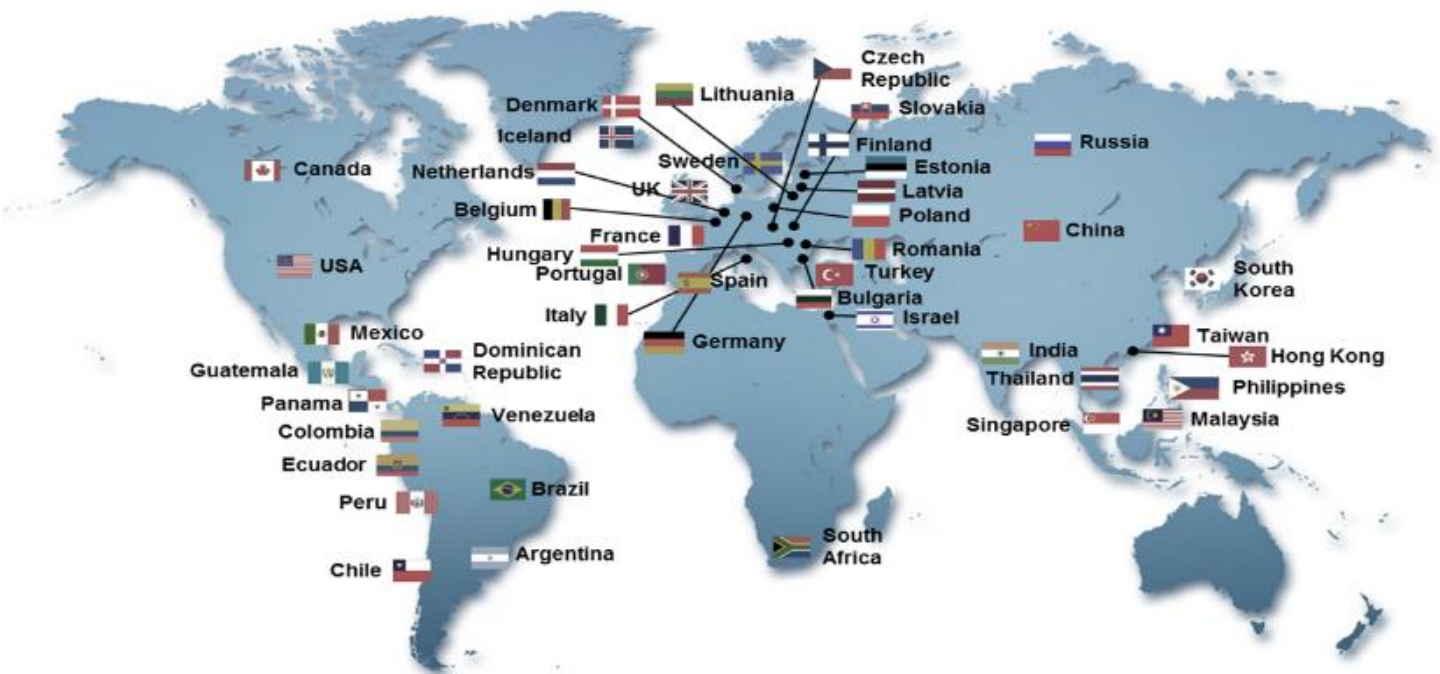 Czech
Republic
Lithuania
Denmark
Slovakia
Iceland
Finland
Russia
Sweden
Estonia
Canada
Netherlands
UK
Latvia
Belgium
Poland
China
France
Hungary
Romania
USA
Portugal
Spain
Turkey
South
Korea
Bulgaria
Italy
Israel
Mexico
Germany
Taiwan
India
Hong Kong
Dominican
Republic
Guatemala
Thailand
Philippines
Panama
Venezuela
Singapore
Malaysia
Colombia
Ecuador
Peru
Brazil
South
Africa
Argentina
Chile